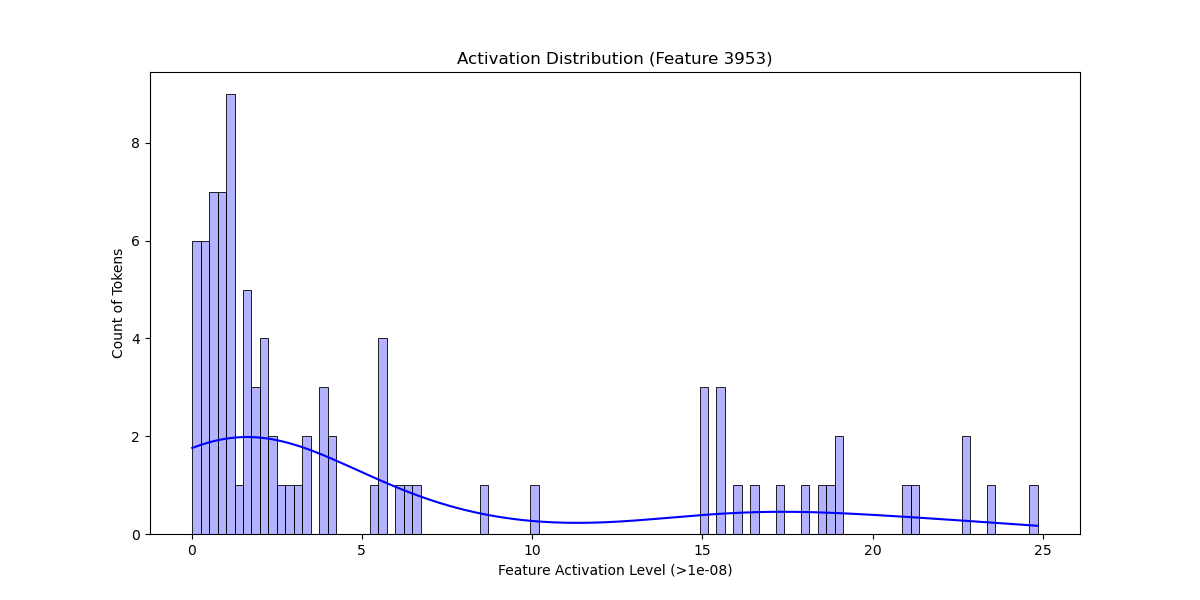 Activation Distribution (Feature 3953)
Count of Tokens
8
6
4
2
0
0 5 10 15 20 25
Feature Activation Level (>1e-08)